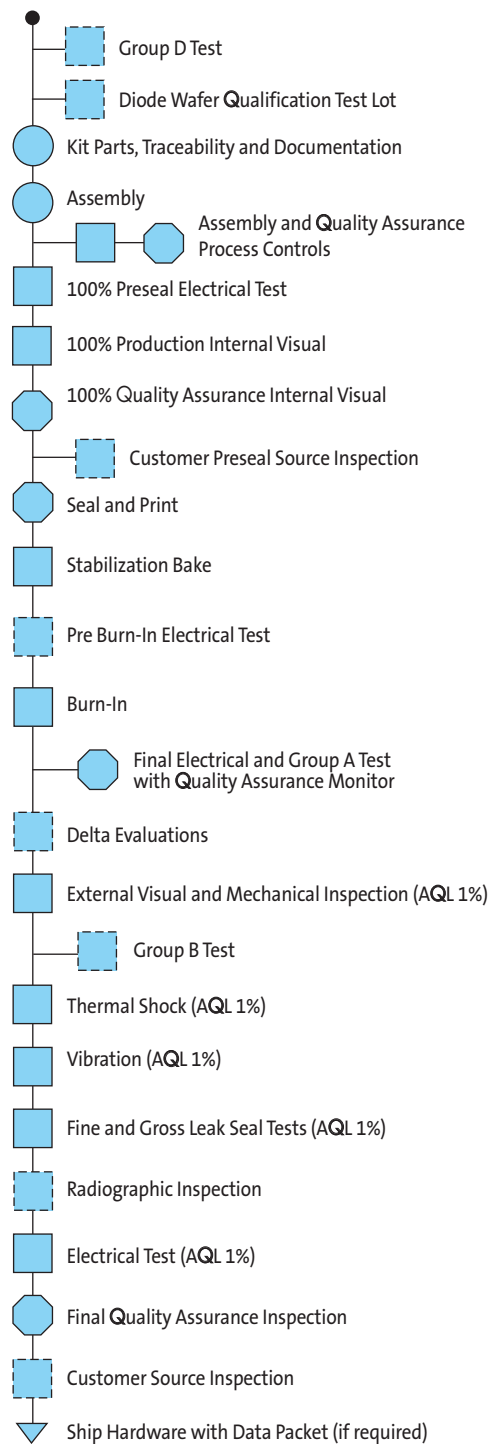 Group D Test
Diode Wafer Qualification Test Lot
Kit Parts, Traceability and Documentation
Assembly
Assembly and Quality Assurance
Process Controls
100% Preseal Electrical Test
100% Production Internal Visual
100% Quality Assurance Internal Visual
Customer Preseal Source Inspection
Seal and Print
Stabilization Bake
Pre Burn-In Electrical Test
Burn-In
Final Electrical and Group A Test
with Quality Assurance Monitor
Delta Evaluations
External Visual and Mechanical Inspection (AQL 1%)
Group B Test
Thermal Shock (AQL 1%)
Vibration (AQL 1%)
Fine and Gross Leak Seal Tests (AQL 1%)
Radiographic Inspection
Electrical Test (AQL 1%)
Final Quality Assurance Inspection
Customer Source Inspection
Ship Hardware with Data Packet (if required)